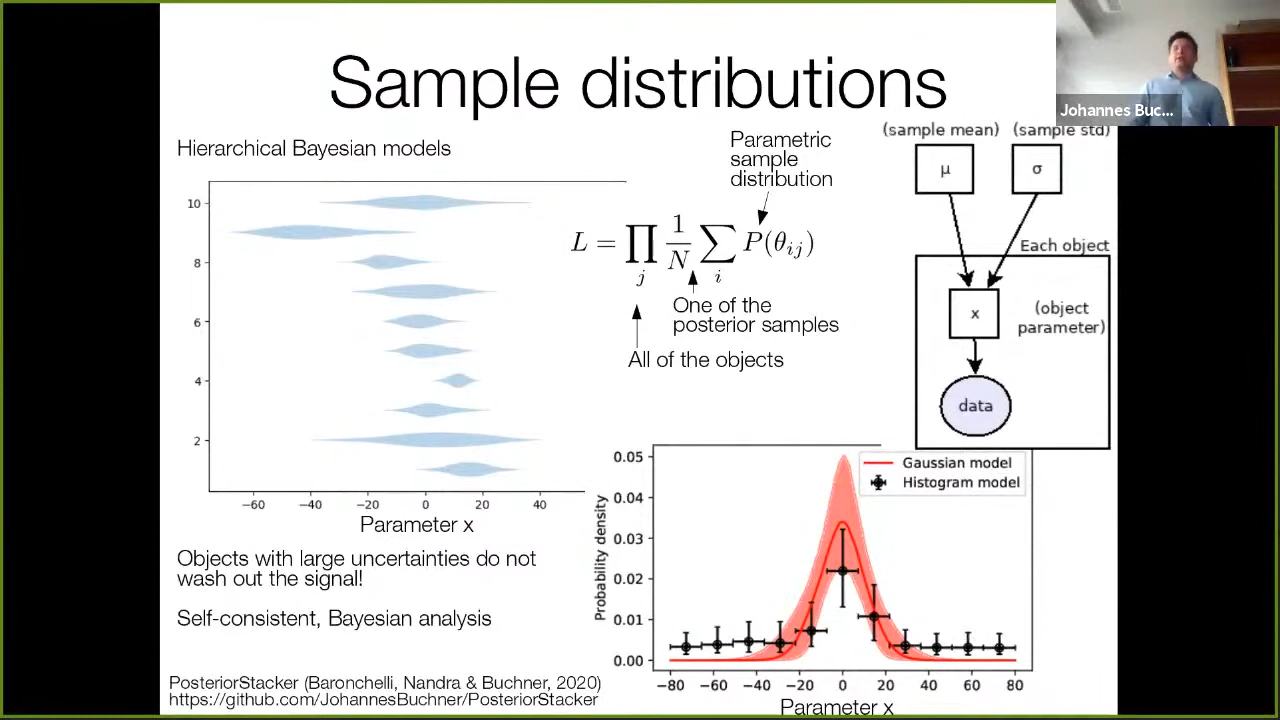 Sample distributions
Johannes Buc...
Hierarchical Bayesian models
10
8
6
4
2
−60 −40 −20 0 20 40
Parameter x
Parametric
sample
distribution
L = ∏j 1/N ∑i P(θij)
One of the
posterior samples
All of the objects
(sample mean) (sample std)
μ σ
Each object
x
(object
parameter)
data
Objects with large uncertainties do not
wash out the signal!
Self-consistent, Bayesian analysis
PosteriorStacker (Baronchelli, Nandra & Buchner, 2020)
https://github.com/JohannesBuchner/PosteriorStacker
Gaussian model
Histogram model
Probability density
0.05
0.04
0.03
0.02
0.01
0.00
−80 −60 −40 −20 0 20 40 60 80
Parameter x